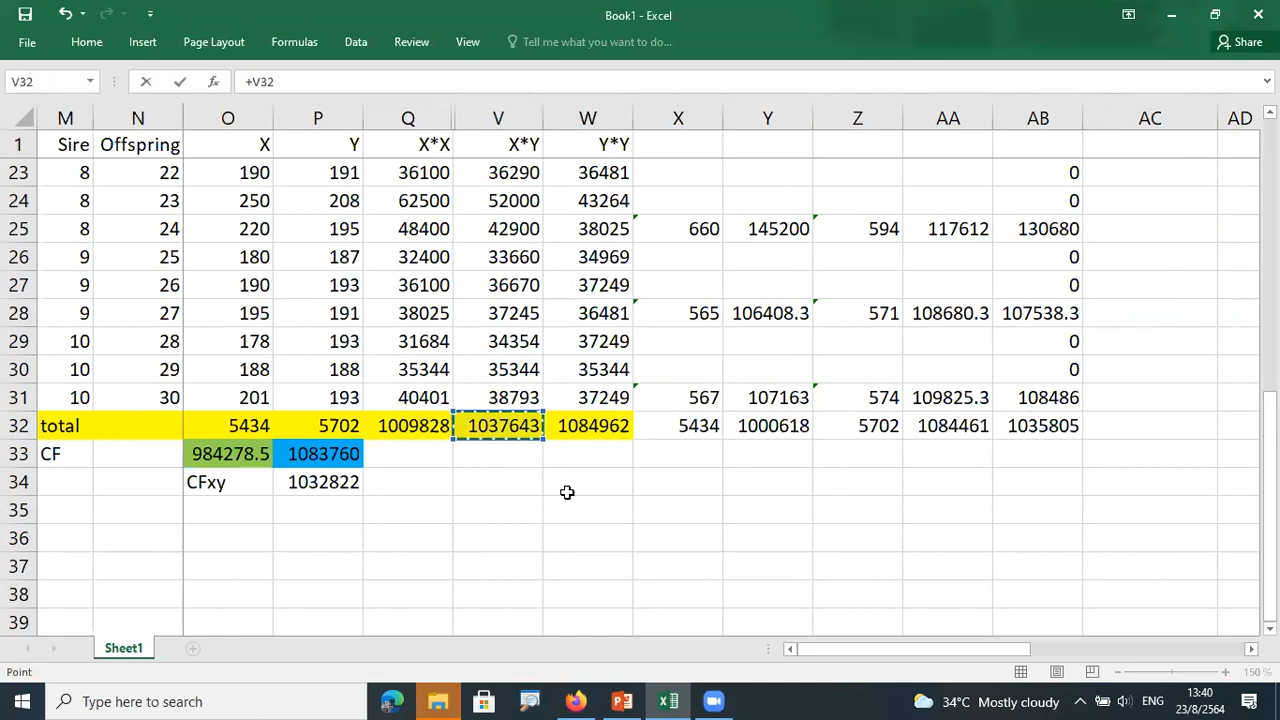 Book1 - Excel
File Home Insert Page Layout Formulas Data Review View Tell me what you want to do... Share
V32 fx +V32
M N O P Q V W X Y Z AA AB AC AD
1 Sire Offspring X Y X*X X*Y Y*Y
23 8 22 190 191 36100 36290 36481 0
24 8 23 250 208 62500 52000 43264 0
25 8 24 220 195 48400 42900 38025 660 145200 594 117612 130680
26 9 25 180 187 32400 33660 34969 0
27 9 26 190 193 36100 36670 37249 0
28 9 27 195 191 38025 37245 36481 565 106408.3 571 108680.3 107538.3
29 10 28 178 193 31684 34354 37249 0
30 10 29 188 188 35344 35344 35344 0
31 10 30 201 193 40401 38793 37249 567 107163 574 109825.3 108486
32 total 5434 5702 1009828 1037643 1084962 5434 1000618 5702 1084461 1035805
33 CF 984278.5 1083760
34 CFxy 1032822
35
36
37
38
39
Sheet1
Point 150 %
Type here to search 34°C Mostly cloudy ENG 13:40
23/8/2564